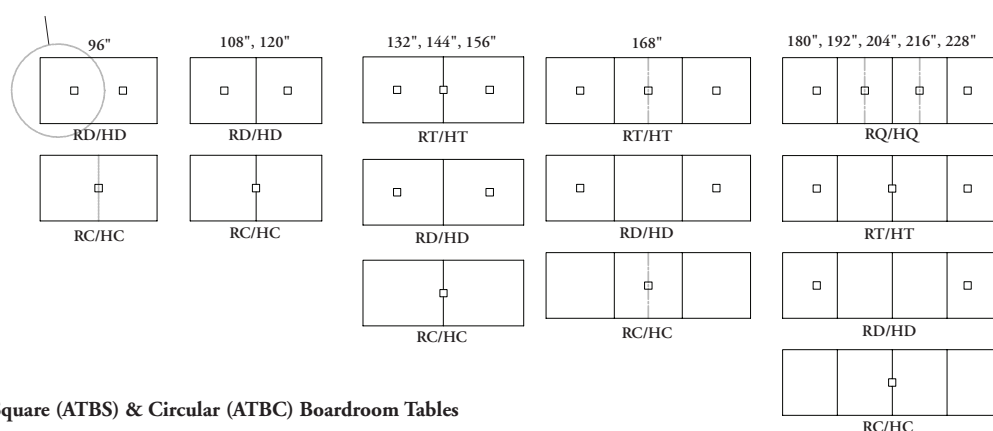 96"
108", 120"
132", 144", 156"
168"
180", 192", 204", 216", 228"
RD/HD
RD/HD
RT/HT
RT/HT
RQ/HQ
RC/HC
RC/HC
RD/HD
RD/HD
RT/HT
RC/HC
RC/HC
RD/HD
quare (ATBS) & Circular (ATBC) Boardroom Tables
RC/HC